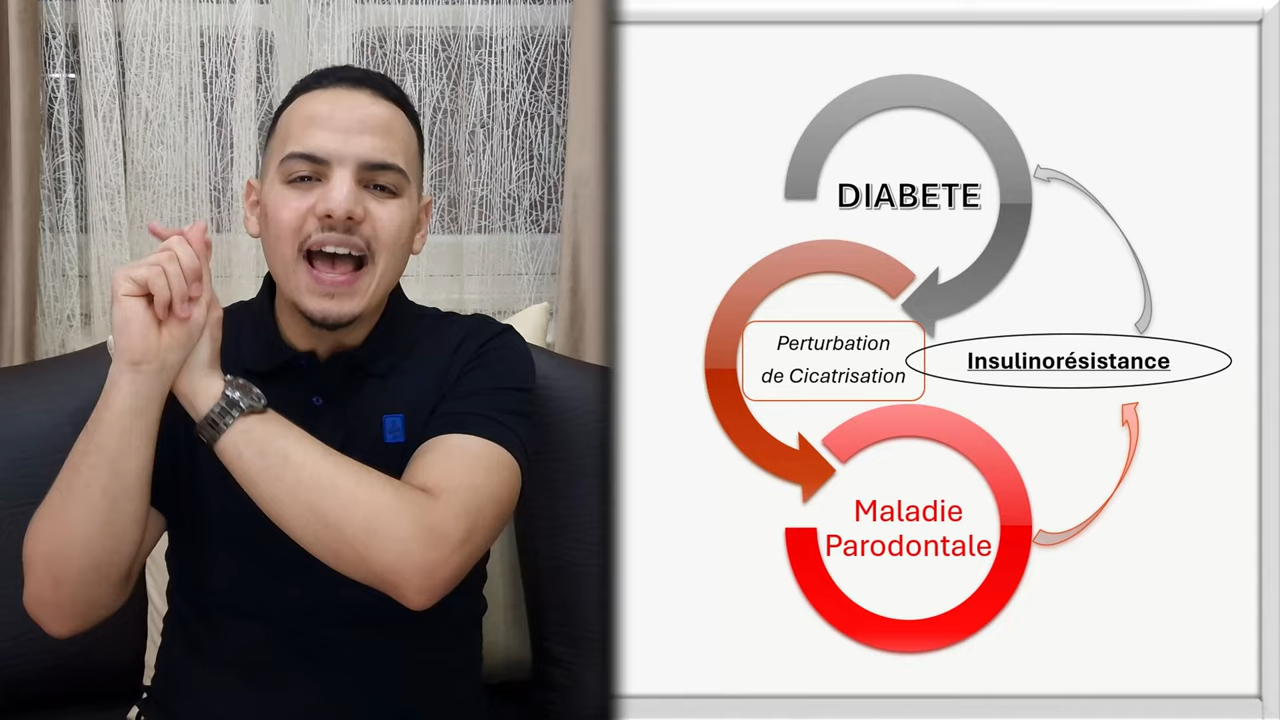 DIABETE
Perturbation
de Cicatrisation
Insulinorésistance
Maladie
Parodontale